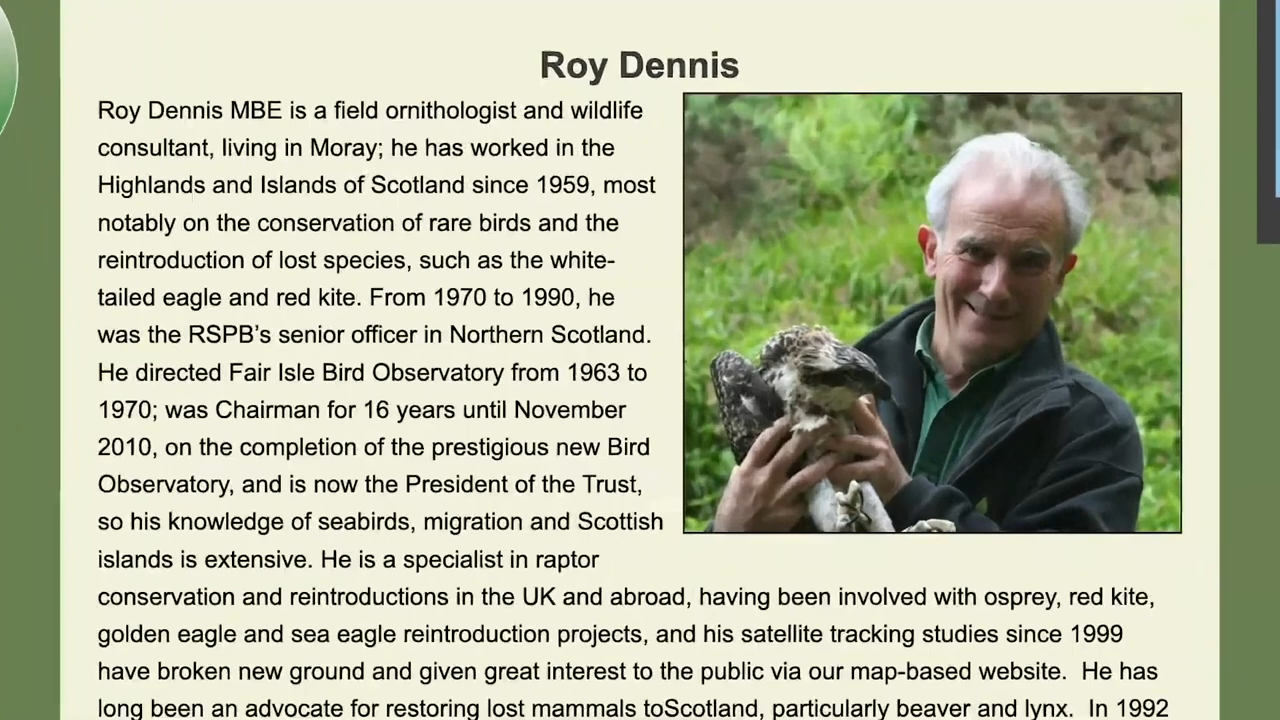 Roy Dennis
Roy Dennis MBE is a field ornithologist and wildlife
consultant, living in Moray; he has worked in the
Highlands and Islands of Scotland since 1959, most
notably on the conservation of rare birds and the
reintroduction of lost species, such as the white-
tailed eagle and red kite. From 1970 to 1990, he
was the RSPB’s senior officer in Northern Scotland.
He directed Fair Isle Bird Observatory from 1963 to
1970; was Chairman for 16 years until November
2010, on the completion of the prestigious new Bird
Observatory, and is now the President of the Trust,
so his knowledge of seabirds, migration and Scottish
islands is extensive. He is a specialist in raptor
conservation and reintroductions in the UK and abroad, having been involved with osprey, red kite,
golden eagle and sea eagle reintroduction projects, and his satellite tracking studies since 1999
have broken new ground and given great interest to the public via our map-based website.  He has
long been an advocate for restoring lost mammals toScotland, particularly beaver and lynx.  In 1992